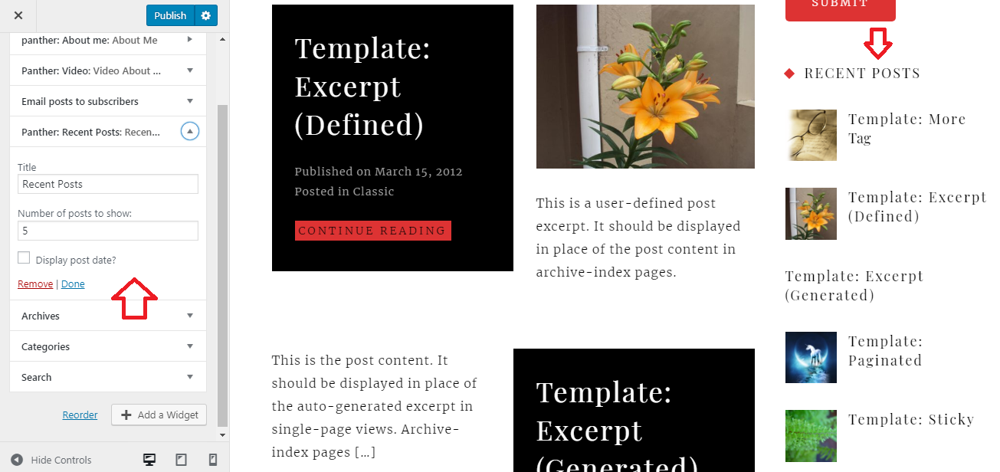 Publish
panther: About me: About Me
Panther: Video: Video About ...
Email posts to subscribers
Panther: Recent Posts: Recen...
Title
Recent Posts
Number of posts to show:
5
Display post date?
Remove | Done
Archives
Categories
Search
Reorder
Add a Widget
Hide Controls
Template:
Excerpt
(Defined)
Published on March 15, 2012
Posted in Classic
CONTINUE READING
This is a user-defined post
excerpt. It should be displayed
in place of the post content in
archive-index pages.
This is the post content. It
should be displayed in place of
the auto-generated excerpt in
single-page views. Archive-
index pages […]
Template:
Excerpt
(Generated)
SUBMIT
RECENT POSTS
Template: More
Tag
Template: Excerpt
(Defined)
Template: Excerpt
(Generated)
Template:
Paginated
Template: Sticky